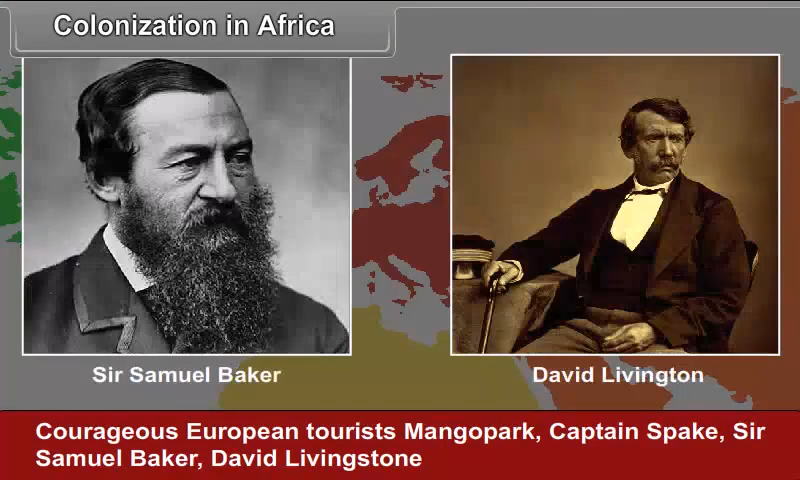 Colonization in Africa
Sir Samuel Baker
David Livington
Courageous European tourists Mangopark, Captain Spake, Sir
Samuel Baker, David Livingstone